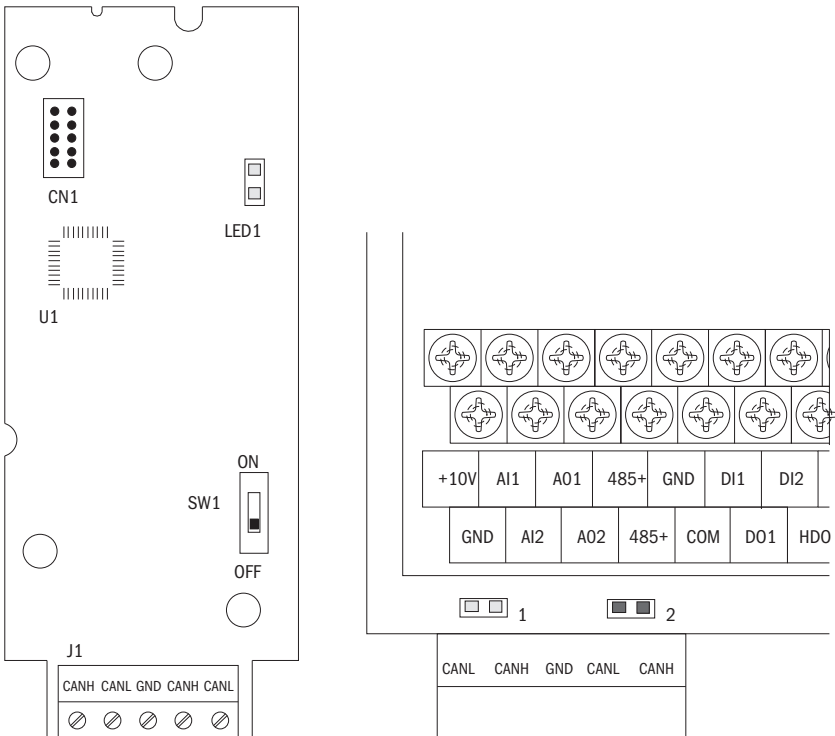 CN1
LED1
U1
ON
SW1
OFF
J1
CANH CANL GND CANH CANL
+10V AI1 A01 485+ GND DI1 DI2
GND AI2 A02 485+ COM D01 HDO
1 2
CANL CANH GND CANL CANH